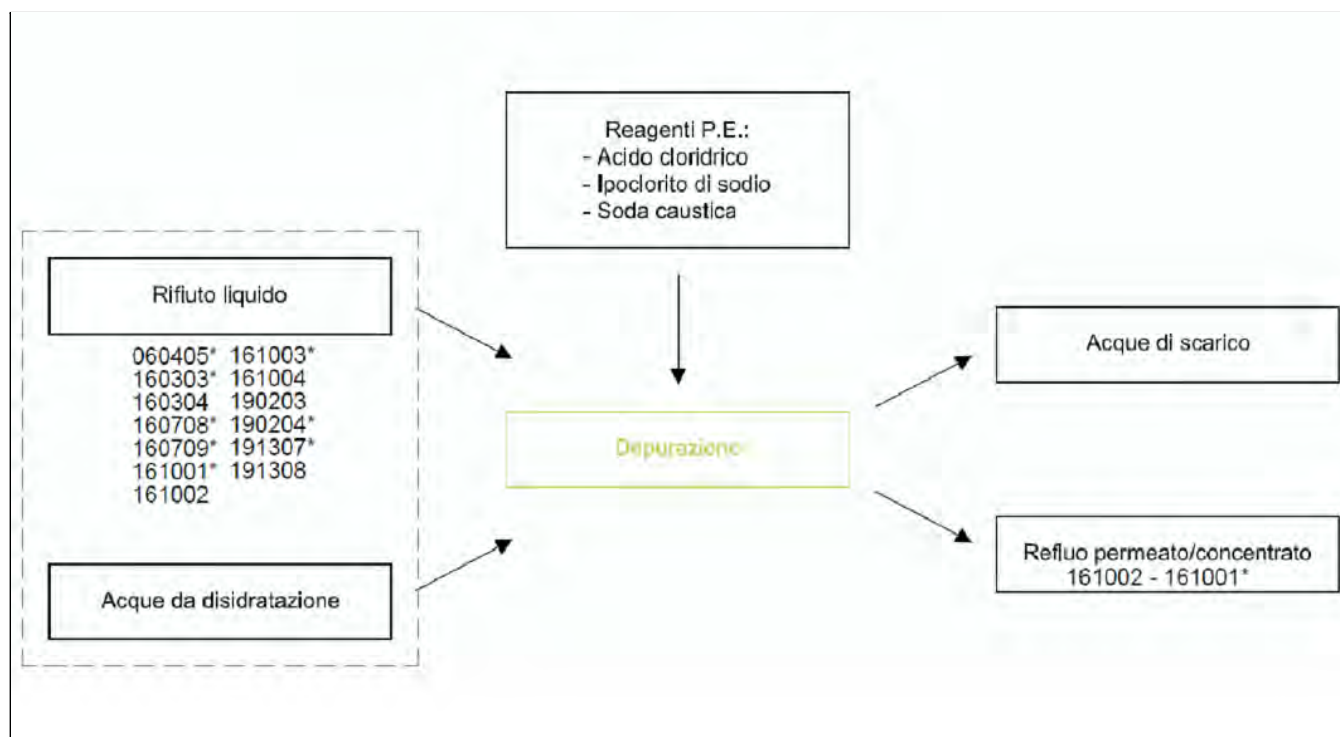 Reagenti P.E.:
- Acido cloridrico
- Ipoclorito di sodio
- Soda caustica
Rifiuto liquido
060405* 161003*
160303* 161004
160304 190203
160708* 190204*
160709* 191307*
161001* 191308
161002
Acque da disidratazione
Depurazione
Acque di scarico
Refluo permeato/concentrato
161002 - 161001*